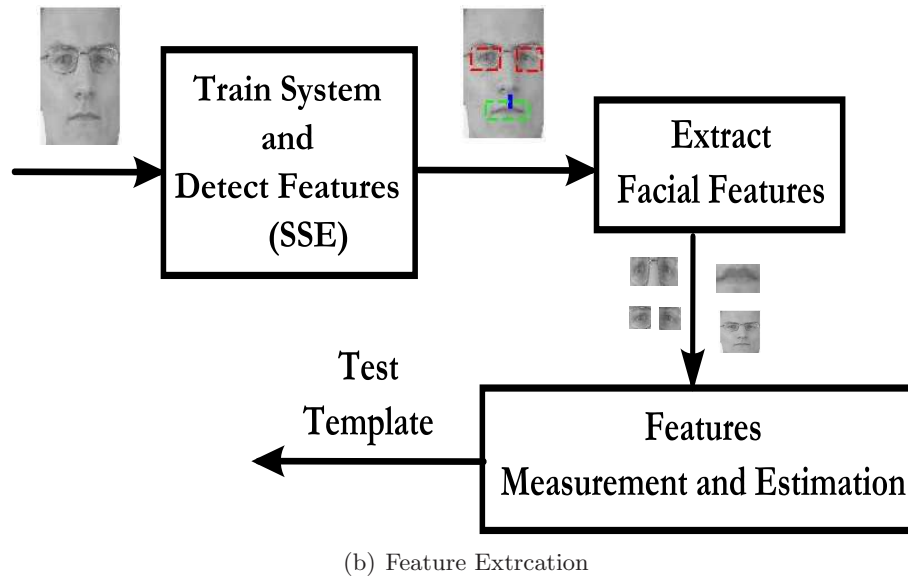 Train System
and
Detect Features
(SSE)
Extract
Facial Features
Features
Measurement and Estimation
Test
Template
(b) Feature Extrcation